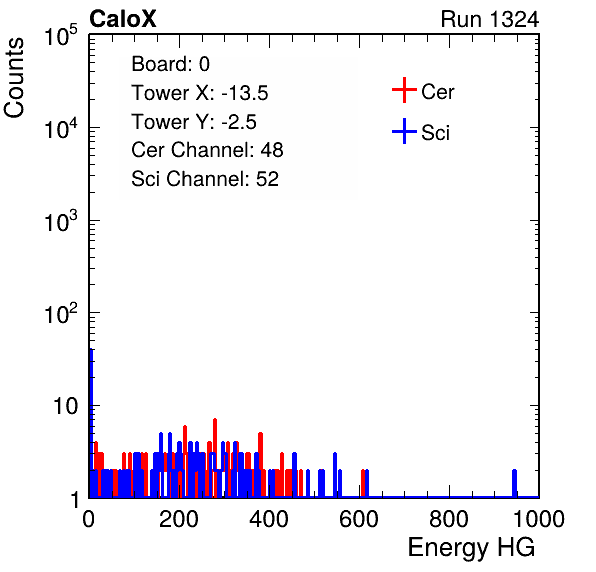 CaloX Run 1324
Counts
10^5
10^4
10^3
10^2
10
1
Board: 0
Tower X: -13.5
Tower Y: -2.5
Cer Channel: 48
Sci Channel: 52
Cer
Sci
0 200 400 600 800 1000
Energy HG